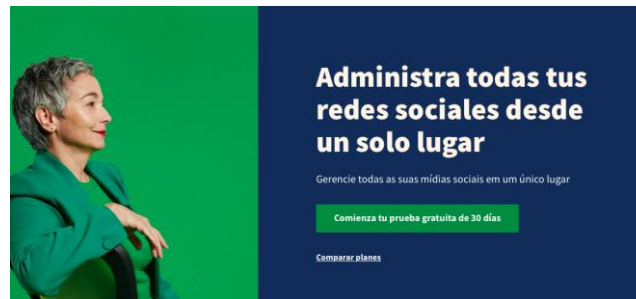 Administra todas tus
redes sociales desde
un solo lugar
Gerencie todas as suas mídias sociais em um único lugar
Comienza tu prueba gratuita de 30 días
Comparar planes